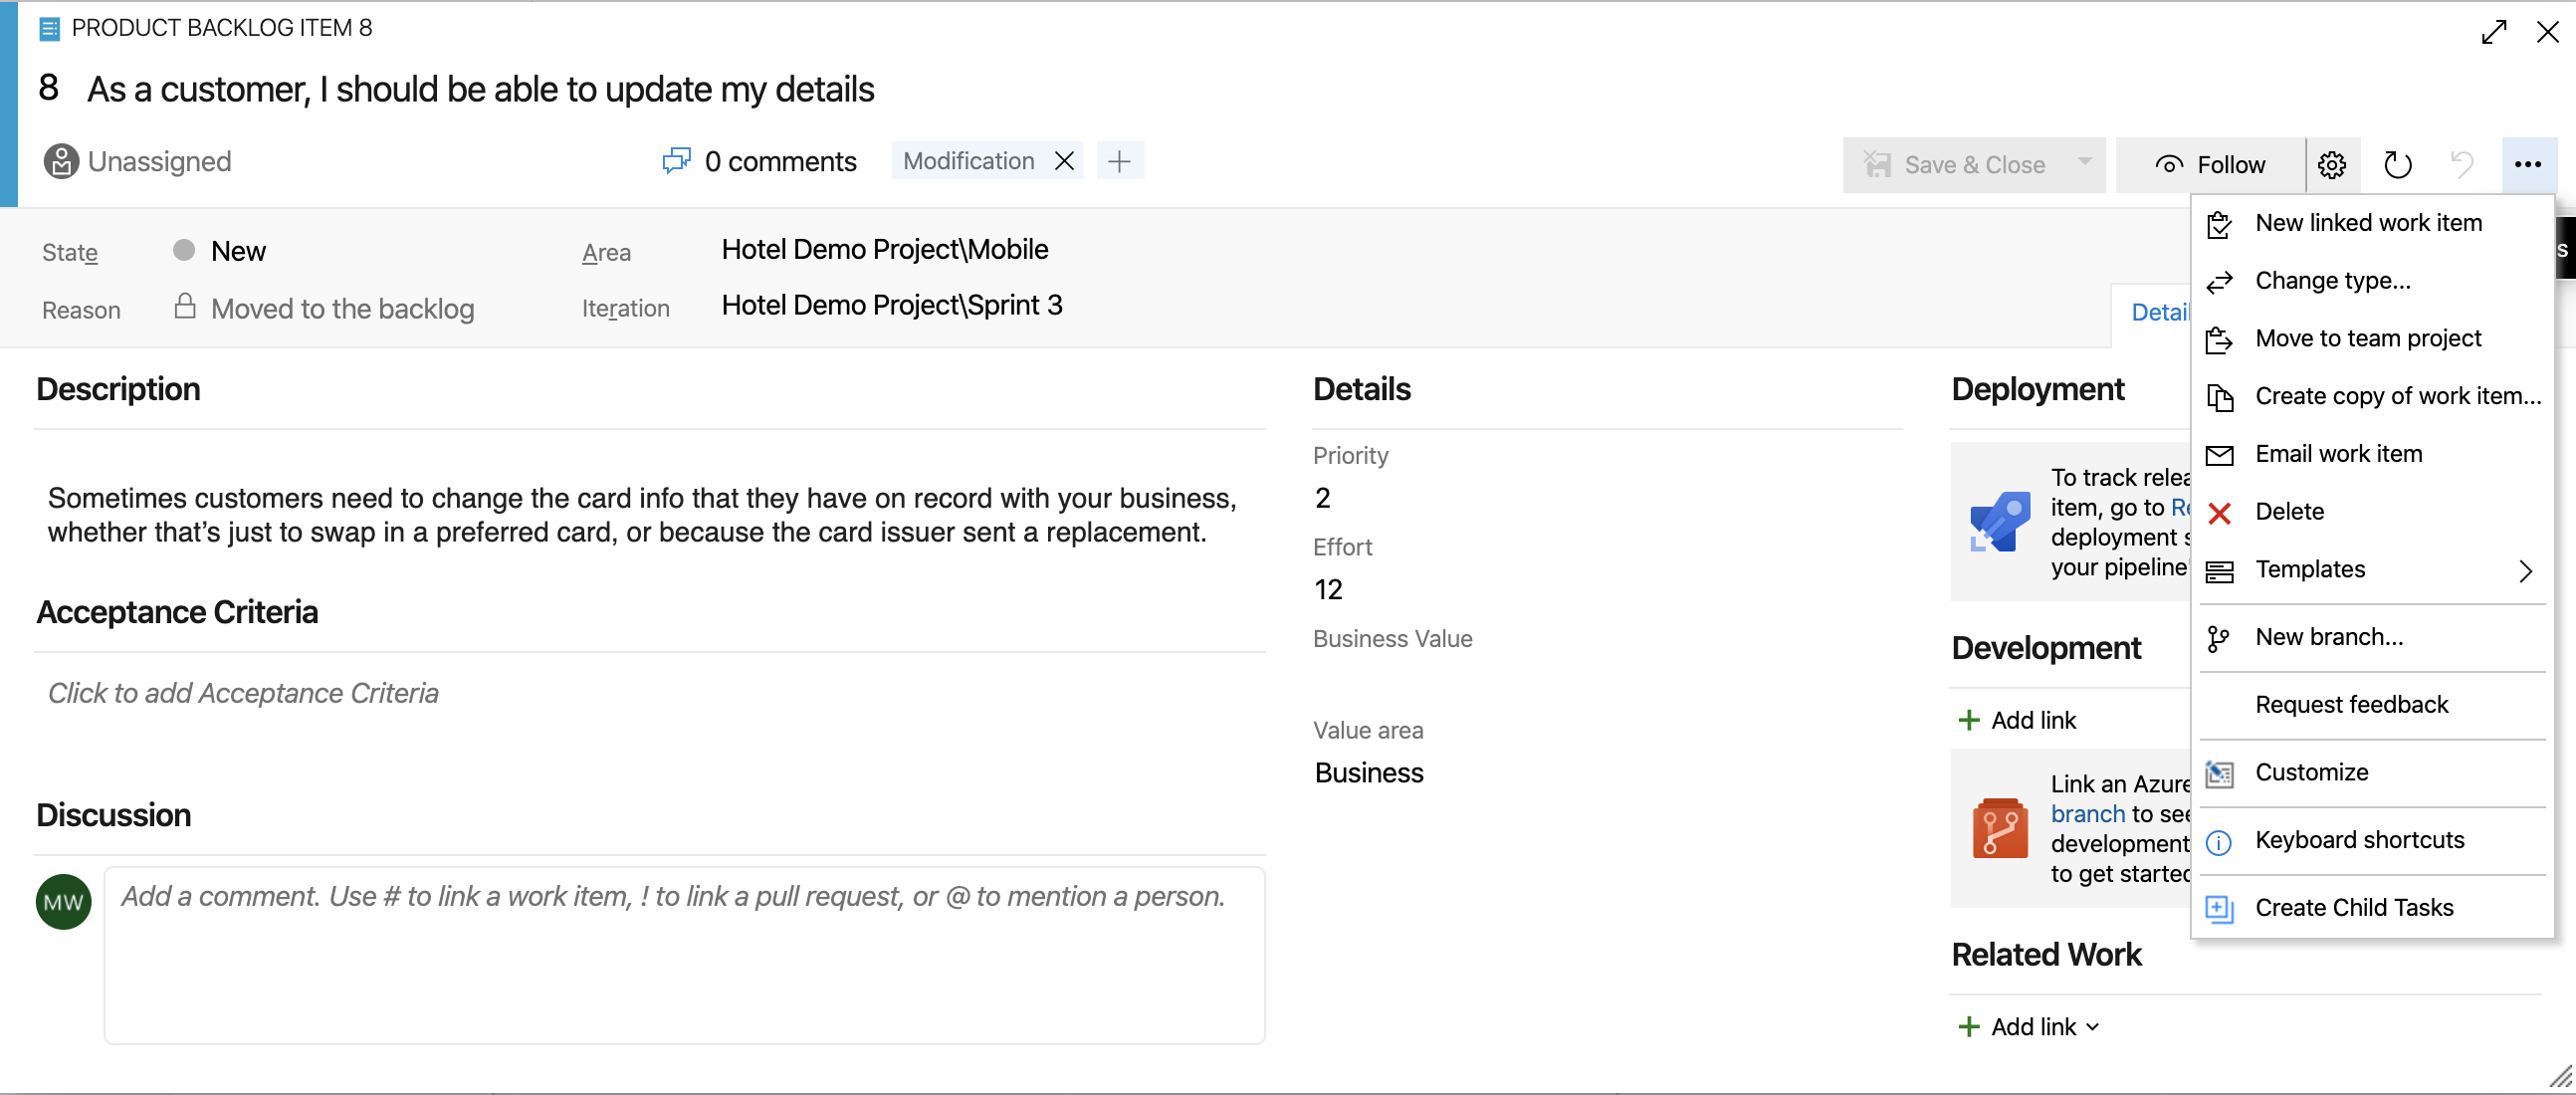 PRODUCT BACKLOG ITEM 8
8 As a customer, I should be able to update my details
Unassigned
0 comments
Modification
Save & Close
Follow
State
New
Area
Hotel Demo Project\Mobile
Reason
Moved to the backlog
Iteration
Hotel Demo Project\Sprint 3
Detail
s
New linked work item
Change type...
Move to team project
Create copy of work item...
Email work item
Delete
Templates
New branch...
Request feedback
Customize
Keyboard shortcuts
Create Child Tasks
Description
Sometimes customers need to change the card info that they have on record with your business,
whether that’s just to swap in a preferred card, or because the card issuer sent a replacement.
Acceptance Criteria
Click to add Acceptance Criteria
Discussion
MW
Add a comment. Use # to link a work item, ! to link a pull request, or @ to mention a person.
Details
Priority
2
Effort
12
Business Value
Value area
Business
Deployment
To track
item, go to
deployment
your pipeline'
Development
Add link
Link an Azure
branch to see
development
to get started
Related Work
Add link